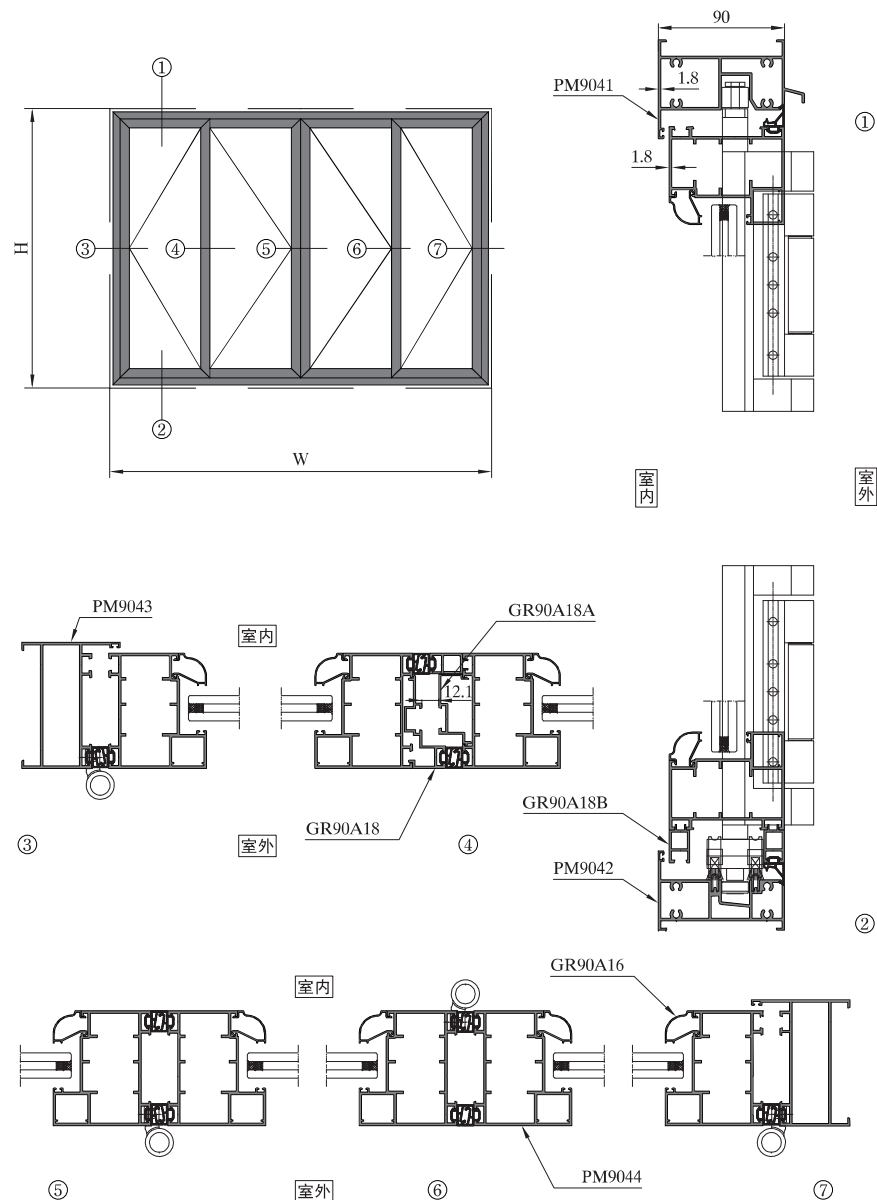 90
①
1.8
PM9041
①
1.8
③
④
⑤
⑥
⑦
H
②
W
室内
室外
PM9043
室内
GR90A18A
12.1
GR90A18B
GR90A18
③
室外
④
PM9042
②
室内
GR90A16
PM9044
⑤
室外
⑥
⑦